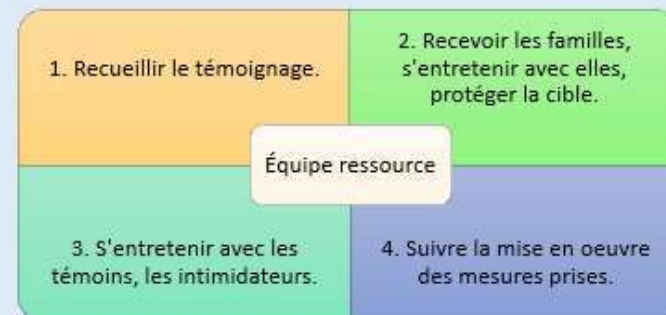 1. Recueillir le témoignage.
2. Recevoir les familles,
s'entretenir avec elles,
protéger la cible.
Équipe ressource
3. S'entretenir avec les
témoins, les intimidateurs.
4. Suivre la mise en oeuvre
des mesures prises.